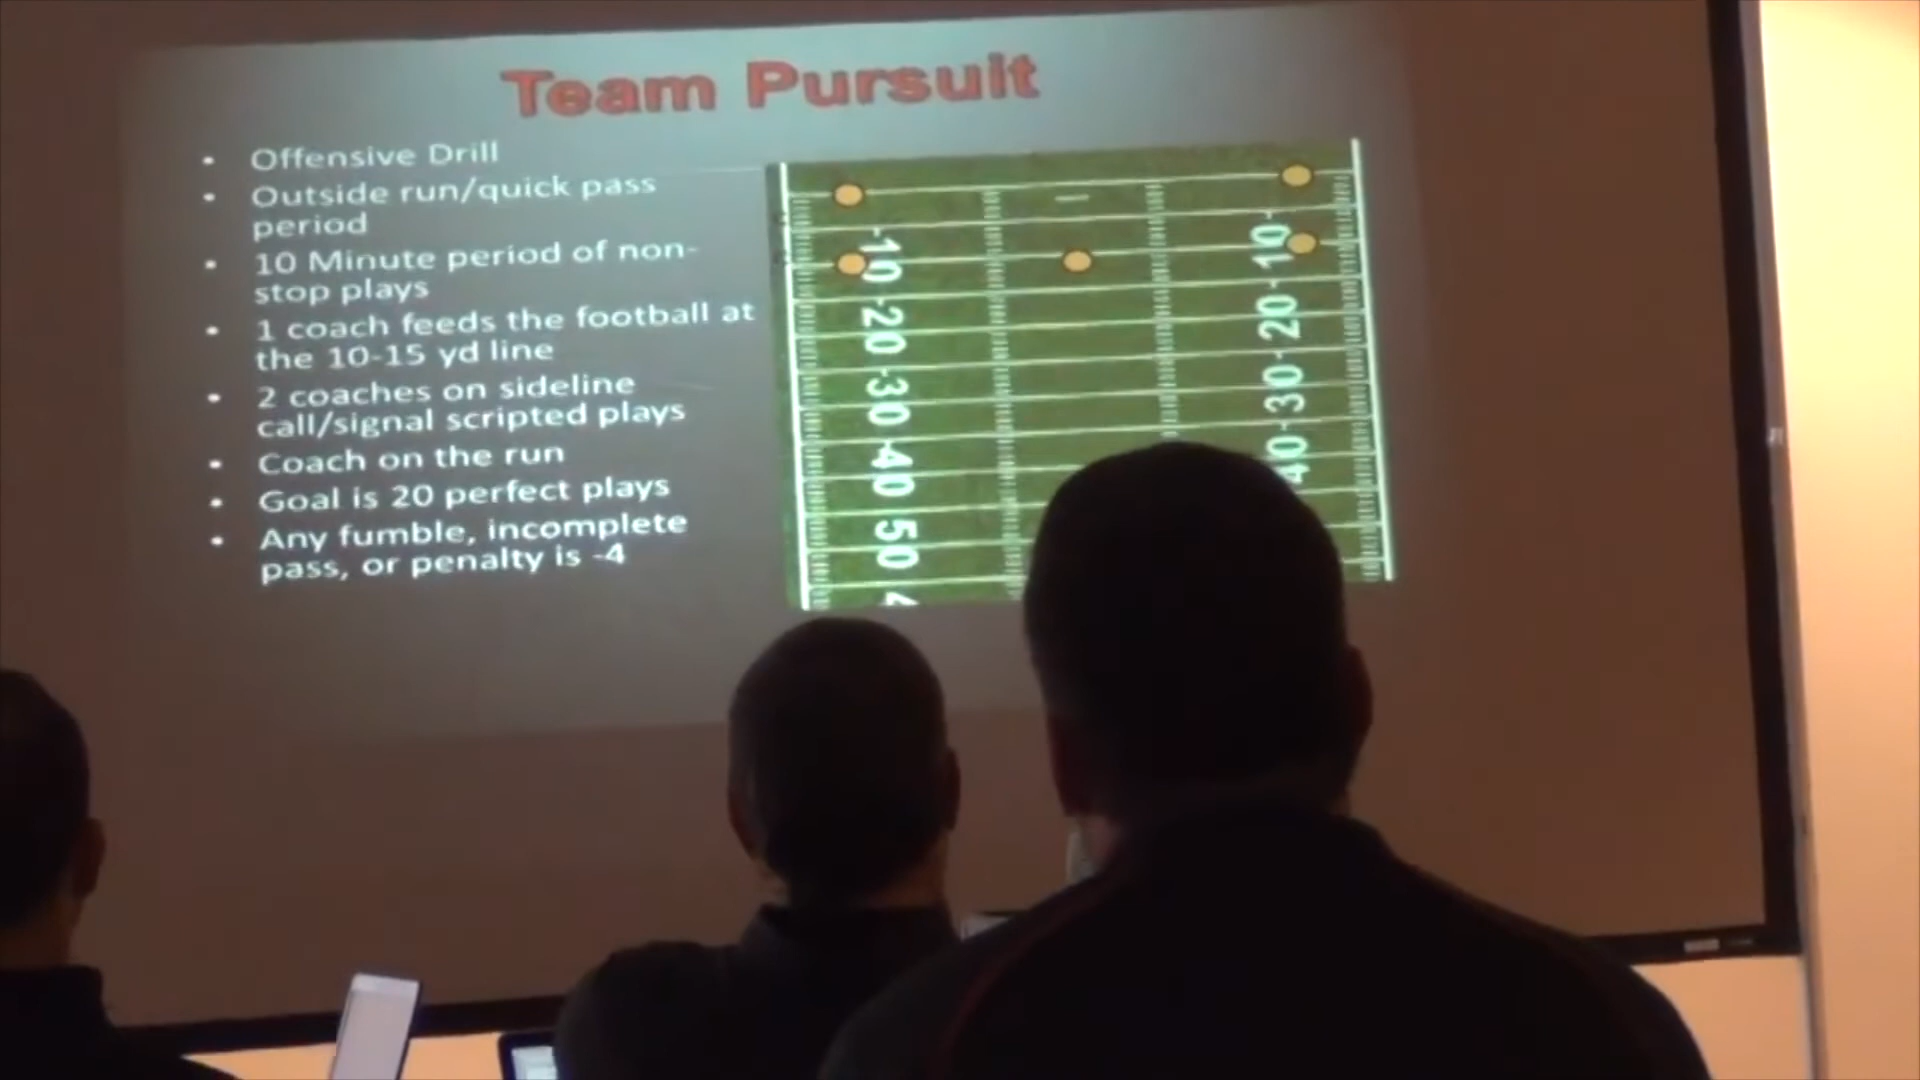 Team Pursuit
• Offensive Drill
• Outside run/quick pass
period
• 10 Minute period of non-
stop plays
• 1 coach feeds the football at
the 10-15 yd line
• 2 coaches on sideline
call/signal scripted plays
• Coach on the run
• Goal is 20 perfect plays
• Any fumble, incomplete
pass, or penalty is -4
-10
-20
-30
-40
50
4
10-
20-
30-
40-